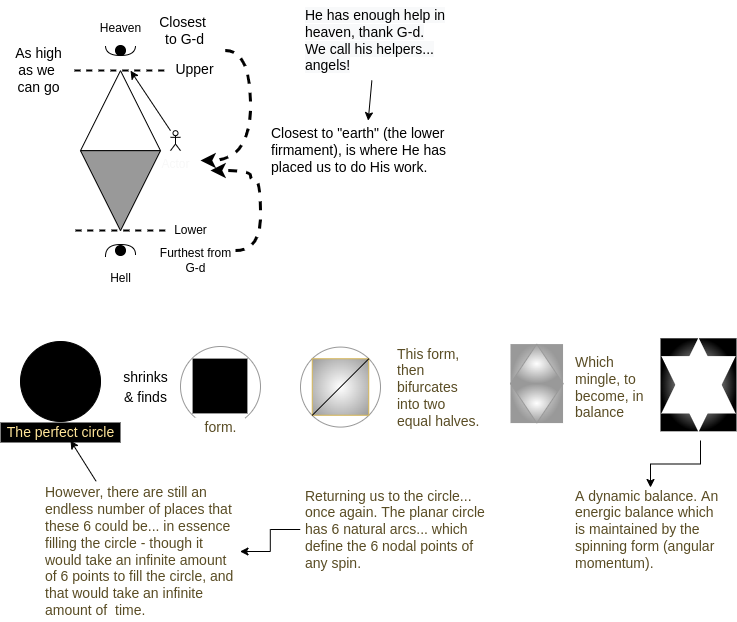 Heaven
Closest
to G-d
As high
as we
can go
Upper
He has enough help in
heaven, thank G-d.
We call his helpers...
angels!
Closest to "earth" (the lower
firmament), is where He has
placed us to do His work.
Lower
Furthest from
G-d
Hell
The perfect circle
shrinks
& finds
form.
This form,
then
bifurcates
into two
equal halves.
Which
mingle, to
become, in
balance
However, there are still an
endless number of places that
these 6 could be... in essence
filling the circle - though it
would take an infinite amount
of 6 points to fill the circle, and
that would take an infinite
amount of time.
Returning us to the circle...
once again. The planar circle
has 6 natural arcs... which
define the 6 nodal points of
any spin.
A dynamic balance. An
energic balance which
is maintained by the
spinning form (angular
momentum).